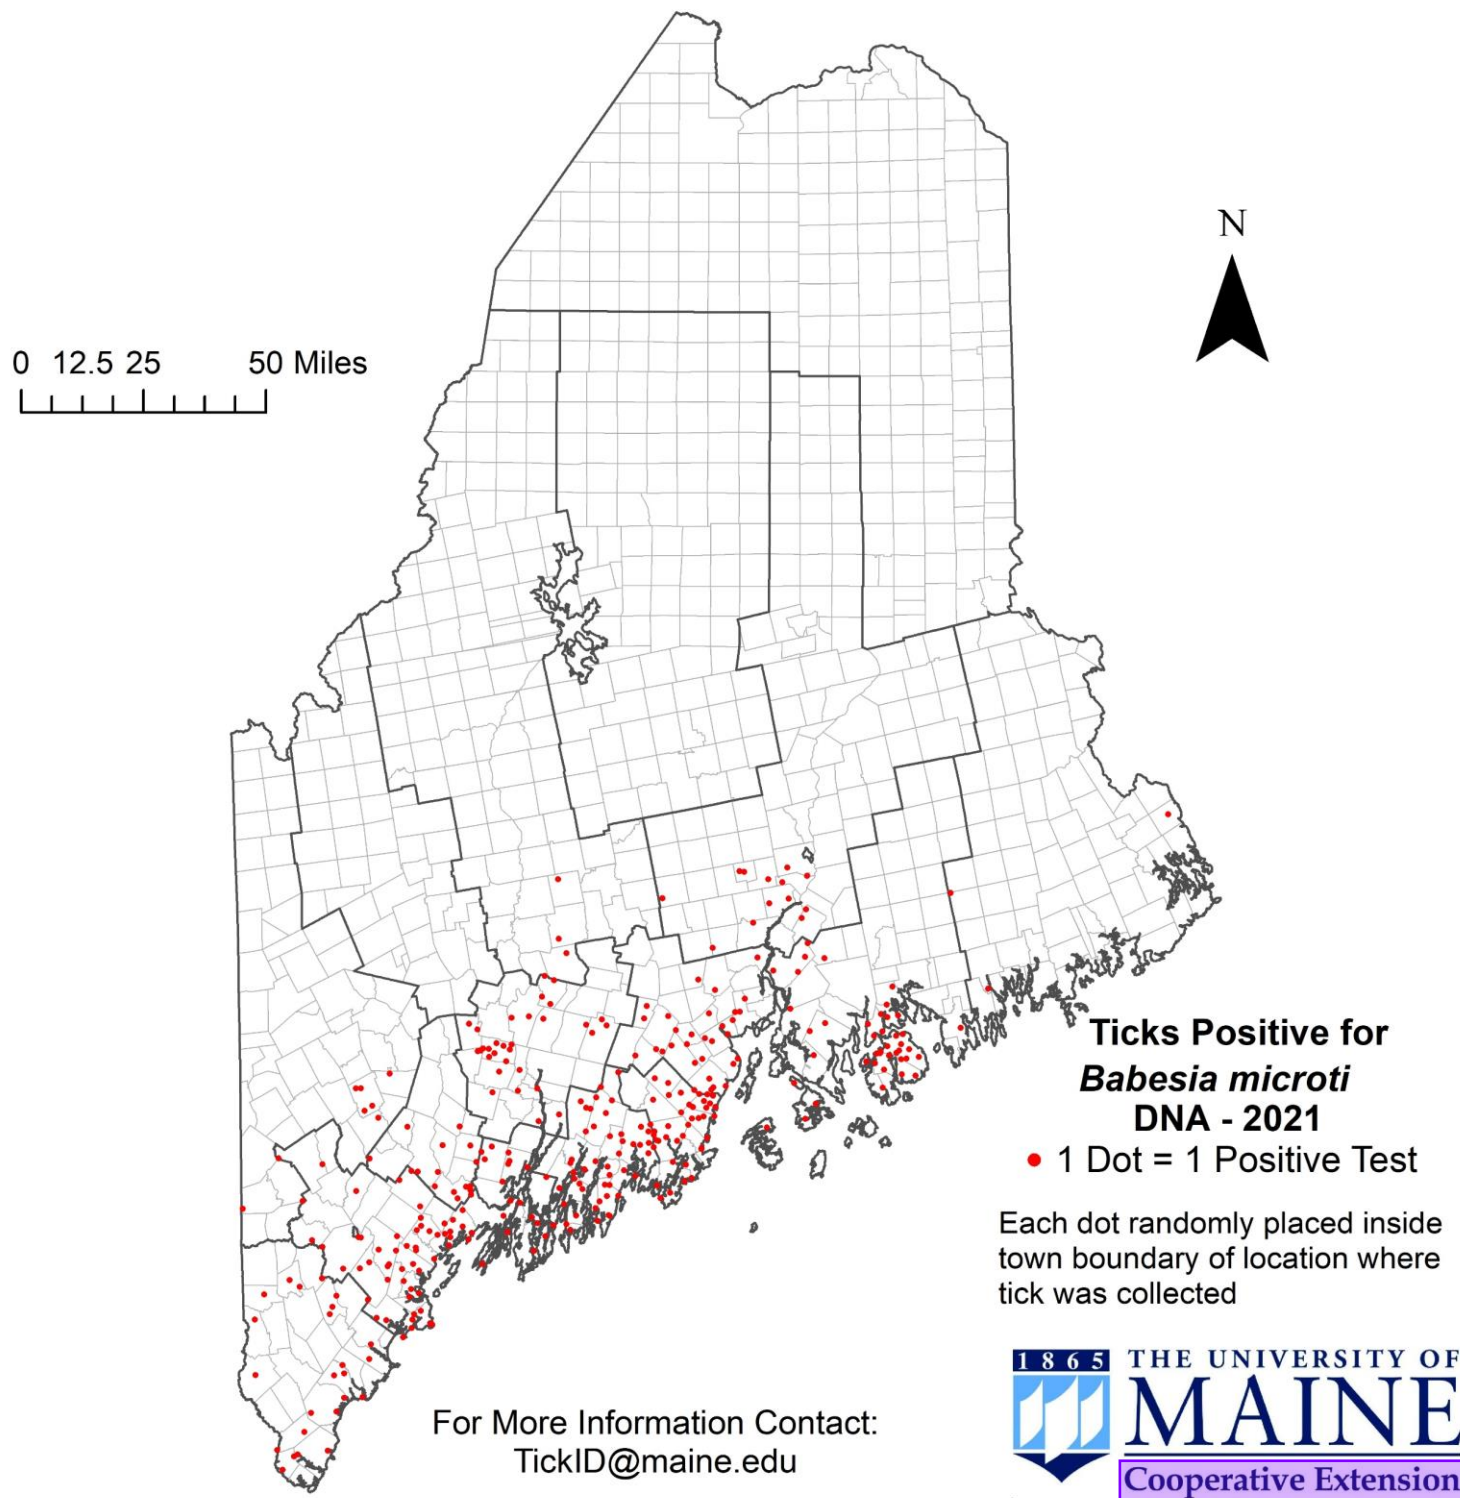 N
0 12.5 25 50 Miles
Ticks Positive for
Babesia microti
DNA - 2021
1 Dot = 1 Positive Test
Each dot randomly placed inside
town boundary of location where
tick was collected
For More Information Contact:
TickID@maine.edu
1865 THE UNIVERSITY OF
MAINE
Cooperative Extension